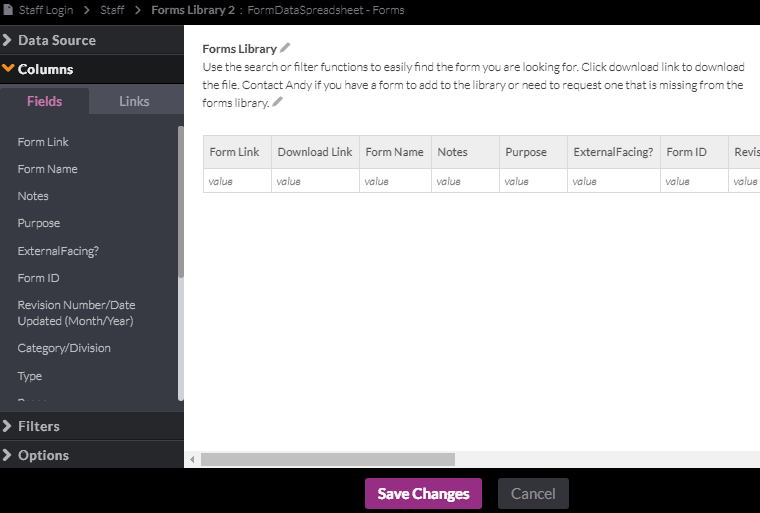 Staff Login > Staff > Forms Library 2 : FormDataSpreadsheet - Forms
Data Source
Columns
Fields Links
Form Link
Form Name
Notes
Purpose
ExternalFacing?
Form ID
Revision Number/Date
Updated (Month/Year)
Category/Division
Type
Filters
Options
Forms Library
Use the search or filter functions to easily find the form you are looking for. Click download link to download
the file. Contact Andy if you have a form to add to the library or need to request one that is missing from the
forms library.
Form Link Download Link Form Name Notes Purpose ExternalFacing? Form ID Revis
value value value value value value value value
Save Changes Cancel